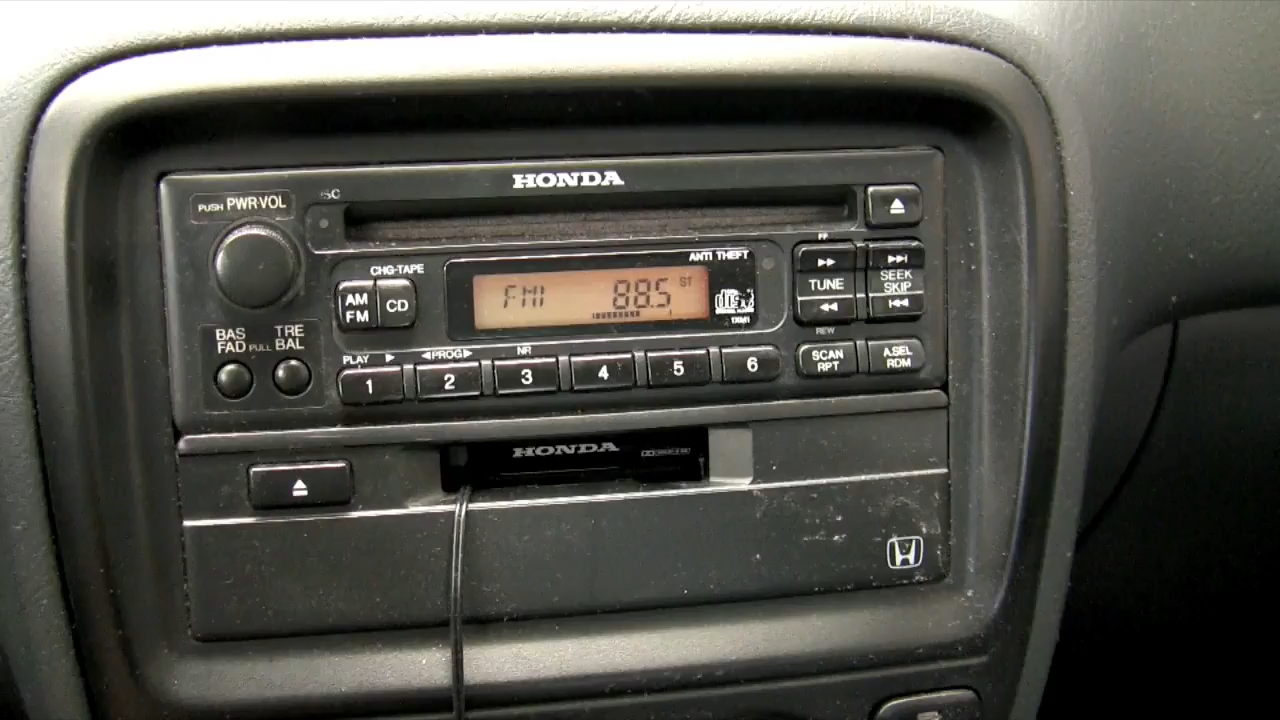 HONDA
PUSH PWR·VOL
ANTI THEFT
CHG·TAPE
AM
FM
CD
FM1 88.5 ST
FF
TUNE
REW
SEEK
SKIP
BAS
FAD
PULL
TRE
BAL
PLAY
PROG
NR
1 2 3 4 5 6
SCAN
RPT
A.SEL
RDM
HONDA